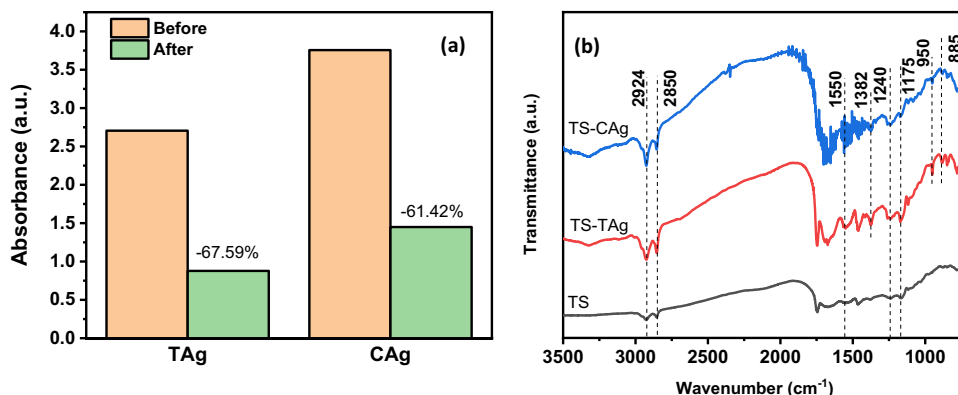 Before
After
(a)
Absorbance (a.u.)
4.0
3.5
3.0
2.5
2.0
1.5
1.0
0.5
0.0
-67.59%
-61.42%
TAg
CAg
(b)
Transmittance (a.u.)
2924
2850
1550
1382
1240
1175
950
885
TS-CAg
TS-TAg
TS
3500 3000 2500 2000 1500 1000
Wavenumber (cm⁻¹)